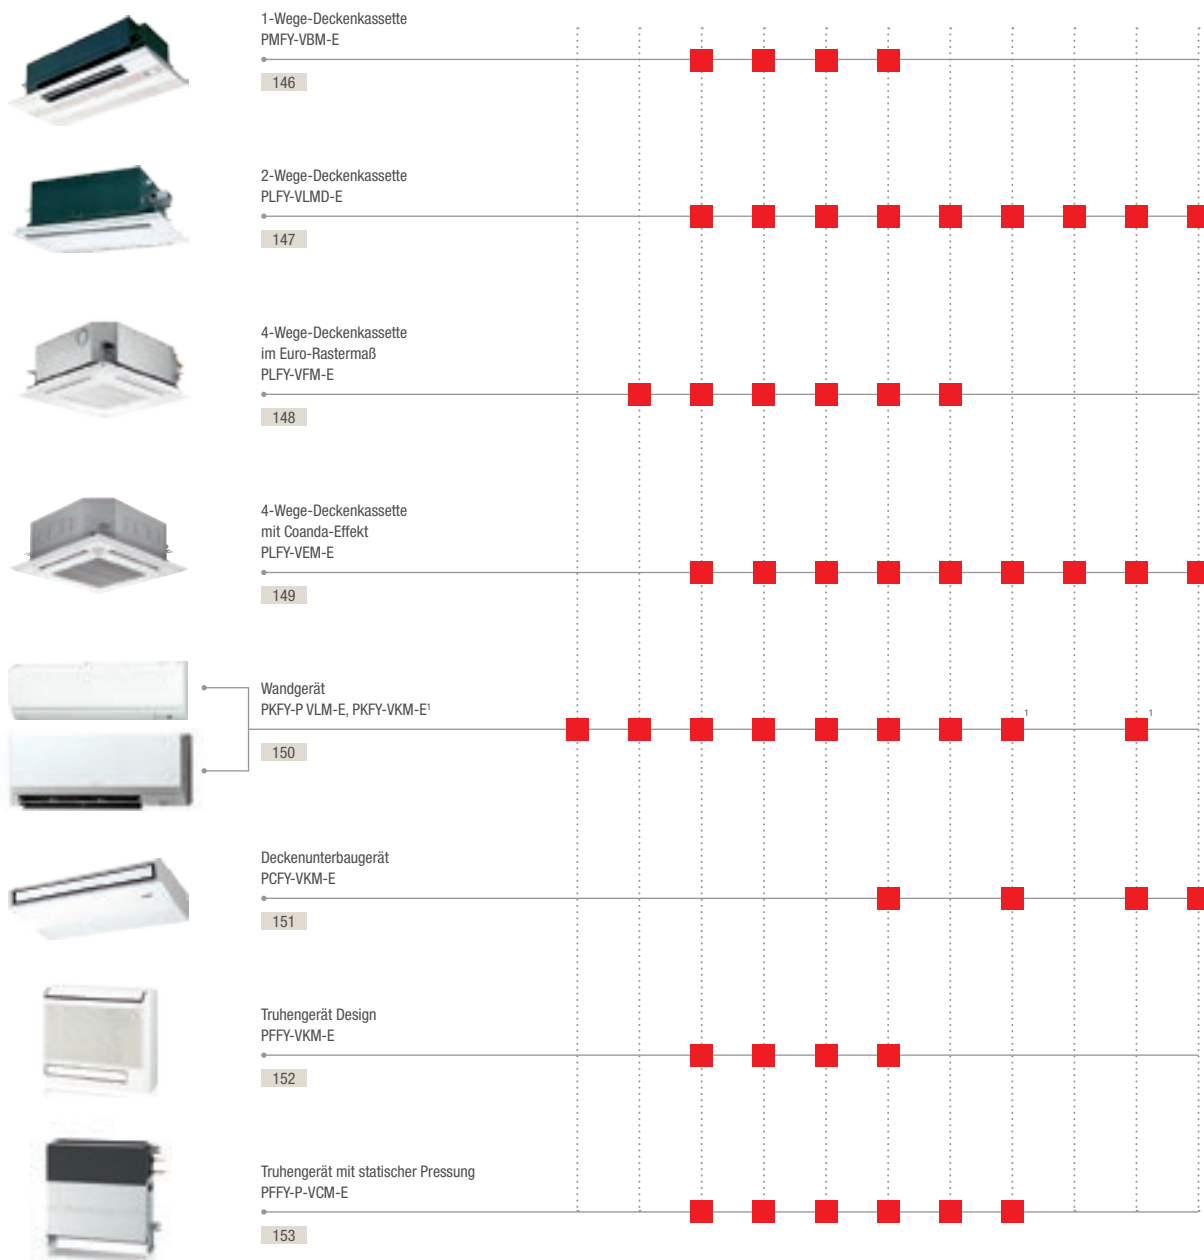 1-Wege-Deckenkassette
PMFY-VBM-E
146
2-Wege-Deckenkassette
PLFY-VLMD-E
147
4-Wege-Deckenkassette
im Euro-Rastermaß
PLFY-VFM-E
148
4-Wege-Deckenkassette
mit Coanda-Effekt
PLFY-VEM-E
149
Wandgerät
PKFY-P VLM-E, PKFY-VKM-E¹
1 1
150
Deckenunterbaugerät
PCFY-VKM-E
151
Truhengerät Design
PFFY-VKM-E
152
Truhengerät mit statischer Pressung
PFFY-P-VCM-E
153